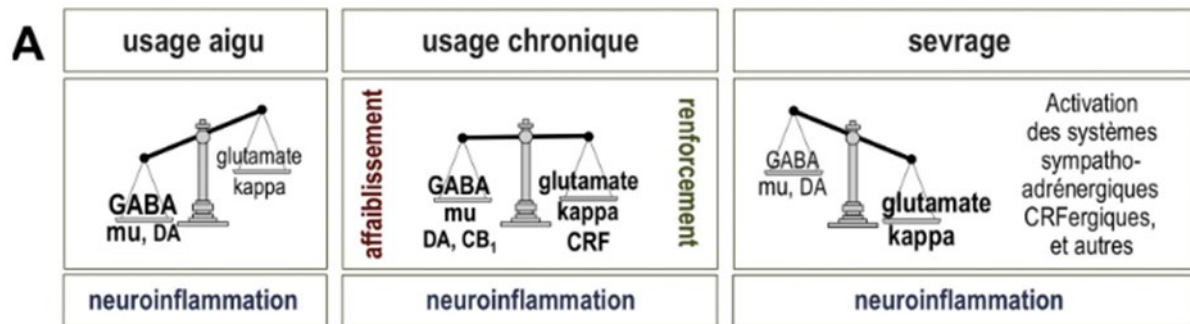 A
usage aigu
usage chronique
sevrage
glutamate
kappa
GABA
mu, DA
affaiblissement
GABA
mu
DA, CB₁
glutamate
kappa
CRF
renforcement
GABA
mu, DA
glutamate
kappa
Activation
des systèmes
sympatho-
adrénergiques
CRFergiques,
et autres
neuroinflammation
neuroinflammation
neuroinflammation